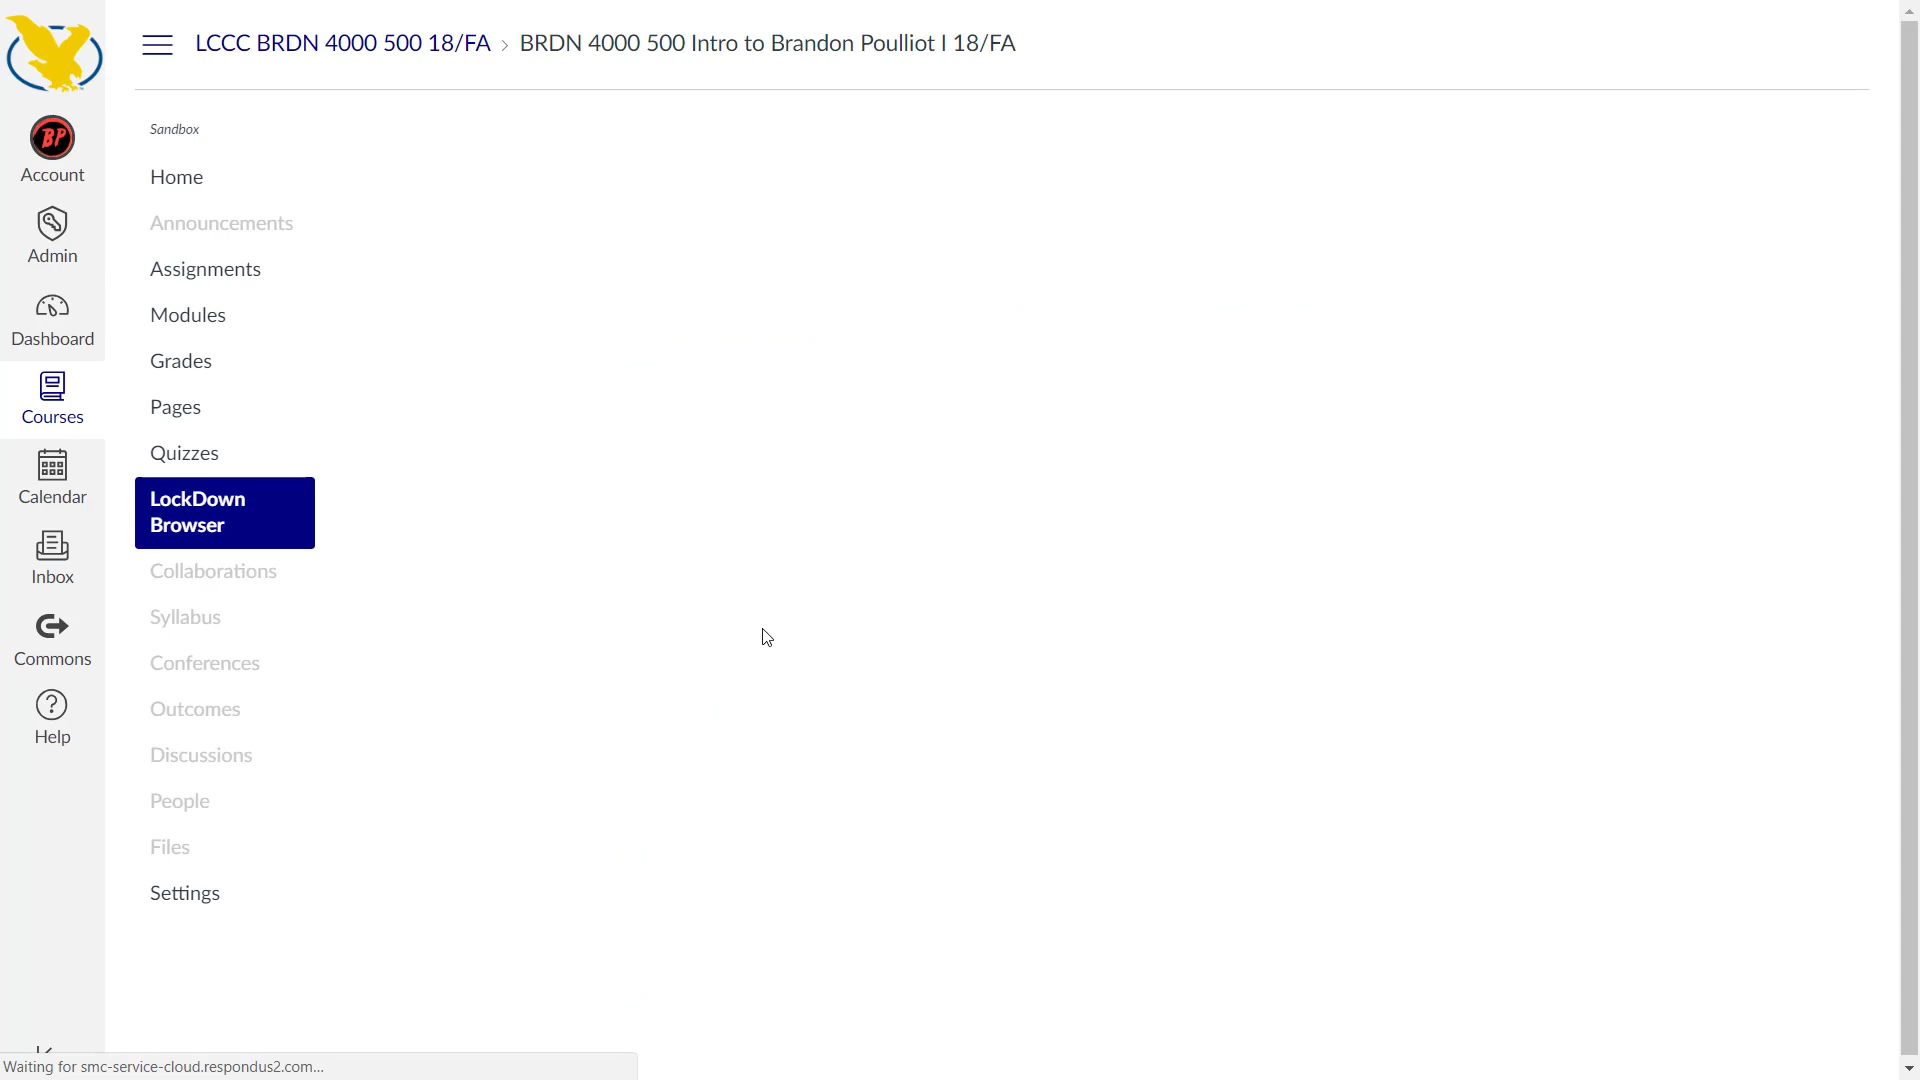 LCCC BRDN 4000 500 18/FA › BRDN 4000 500 Intro to Brandon Poulliot I 18/FA
BP
Account
Admin
Dashboard
Courses
Calendar
Inbox
Commons
Help
Sandbox
Home
Announcements
Assignments
Modules
Grades
Pages
Quizzes
LockDown
Browser
Collaborations
Syllabus
Conferences
Outcomes
Discussions
People
Files
Settings
Waiting for smc-service-cloud.respondus2.com...